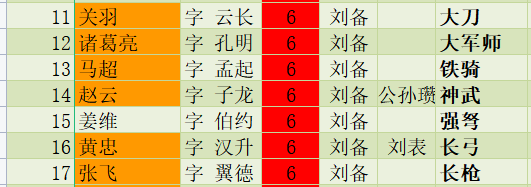 11 关羽 字 云长 6 刘备 大刀
12 诸葛亮 字 孔明 6 刘备 大军师
13 马超 字 孟起 6 刘备 铁骑
14 赵云 字 子龙 6 刘备 公孙瓒 神武
15 姜维 字 伯约 6 刘备 强弩
16 黄忠 字 汉升 6 刘备 刘表 长弓
17 张飞 字 翼德 6 刘备 长枪